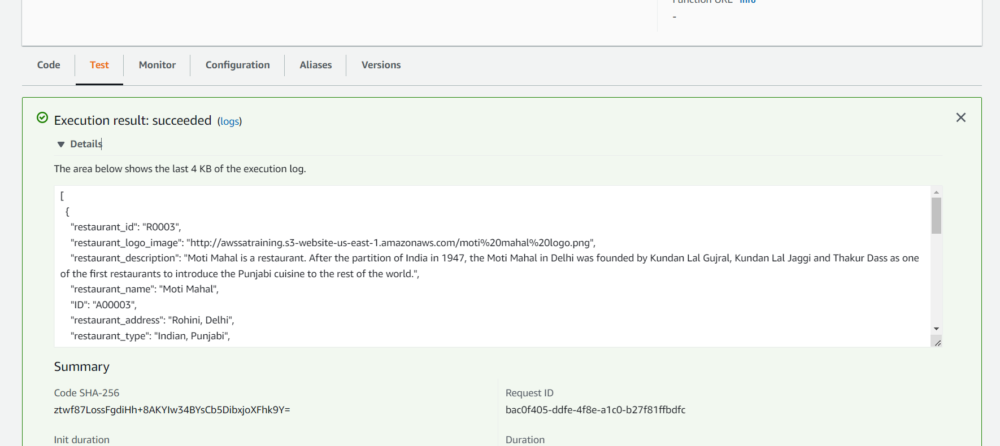 Function URL Info
-
Code Test Monitor Configuration Aliases Versions
Execution result: succeeded (logs)
Details
The area below shows the last 4 KB of the execution log.
[
{
"restaurant_id": "R0003",
"restaurant_logo_image": "http://awssatraining.s3-website-us-east-1.amazonaws.com/moti%20mahal%20logo.png",
"restaurant_description": "Moti Mahal is a restaurant. After the partition of India in 1947, the Moti Mahal in Delhi was founded by Kundan Lal Gujral, Kundan Lal Jaggi and Thakur Dass as one
of the first restaurants to introduce the Punjabi cuisine to the rest of the world.",
"restaurant_name": "Moti Mahal",
"ID": "A00003",
"restaurant_address": "Rohini, Delhi",
"restaurant_type": "Indian, Punjabi",
Summary
Code SHA-256
ztwf87LossFgdiHh+8AKYIw34BYsCb5DibxjoXFhk9Y=
Request ID
bac0f405-ddfe-4f8e-a1c0-b27f81ffbdfc
Init duration
Duration